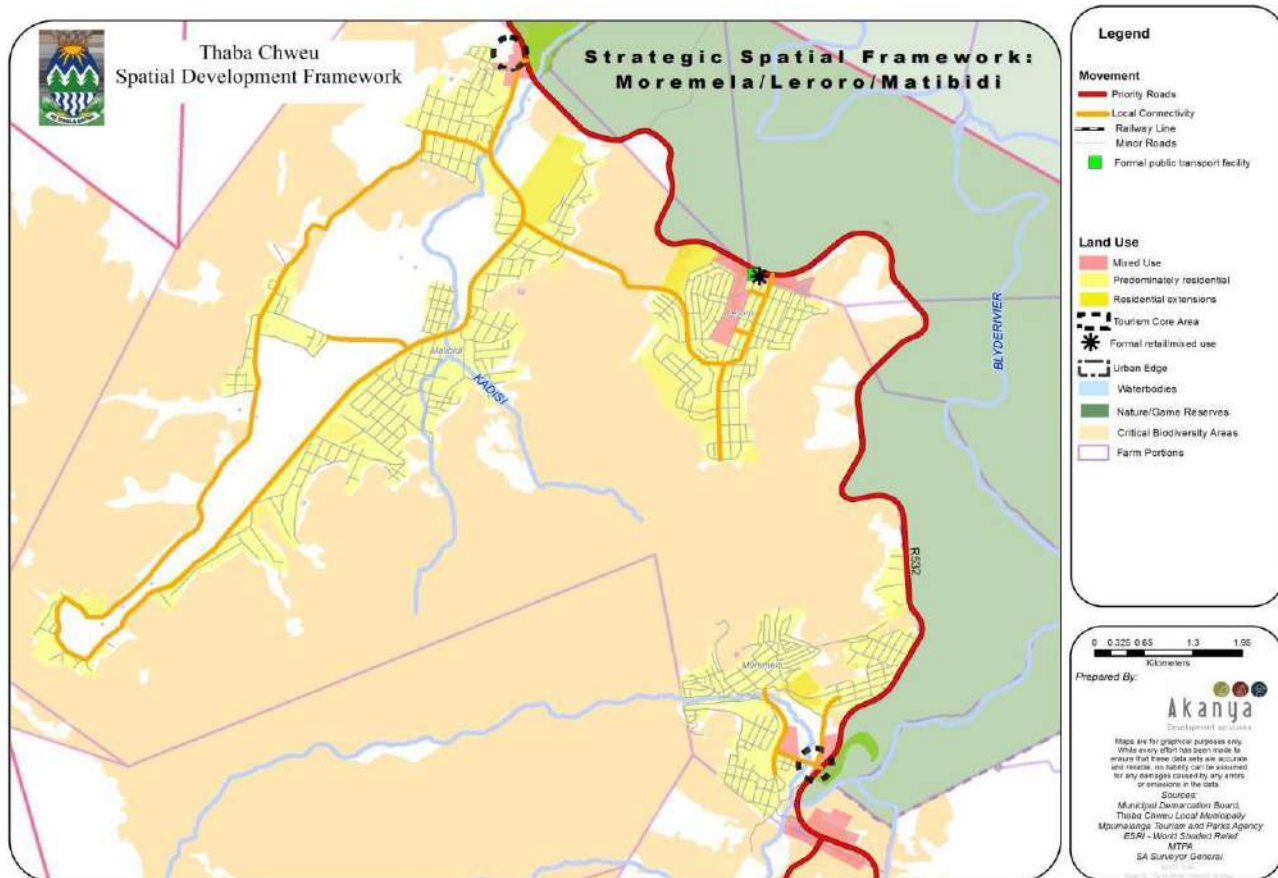 Thaba Chweu
Spatial Development Framework
Strategic Spatial Framework:
Moremela/Leroro/Matibidi
Matibidi
KADISI
Leroro
BLYDERIVIER
R532
Moremela
Legend
Movement
Priority Roads
Local Connectivity
Railway Line
Minor Roads
Formal public transport facility
Land Use
Mixed Use
Predominately residential
Residential extensions
Tourism Core Area
Formal retail/mixed use
Urban Edge
Waterbodies
Nature/Game Reserves
Critical Biodiversity Areas
Farm Portions
0 0.325 0.65 1.3 1.95
Kilometers
Prepared By:
Akanya
Development solutions
Maps are for graphical purposes only.
While every effort has been made to
ensure that these data sets are accurate
and reliable, no liability can be assumed
for any damages caused by any errors
or omissions in the data.
Sources:
Municipal Demarcation Board,
Thaba Chweu Local Municipaliy
Mpumalanga Tourism and Parks Agency
ESRI - World Shaded Relief
MTPA
SA Surveyor General